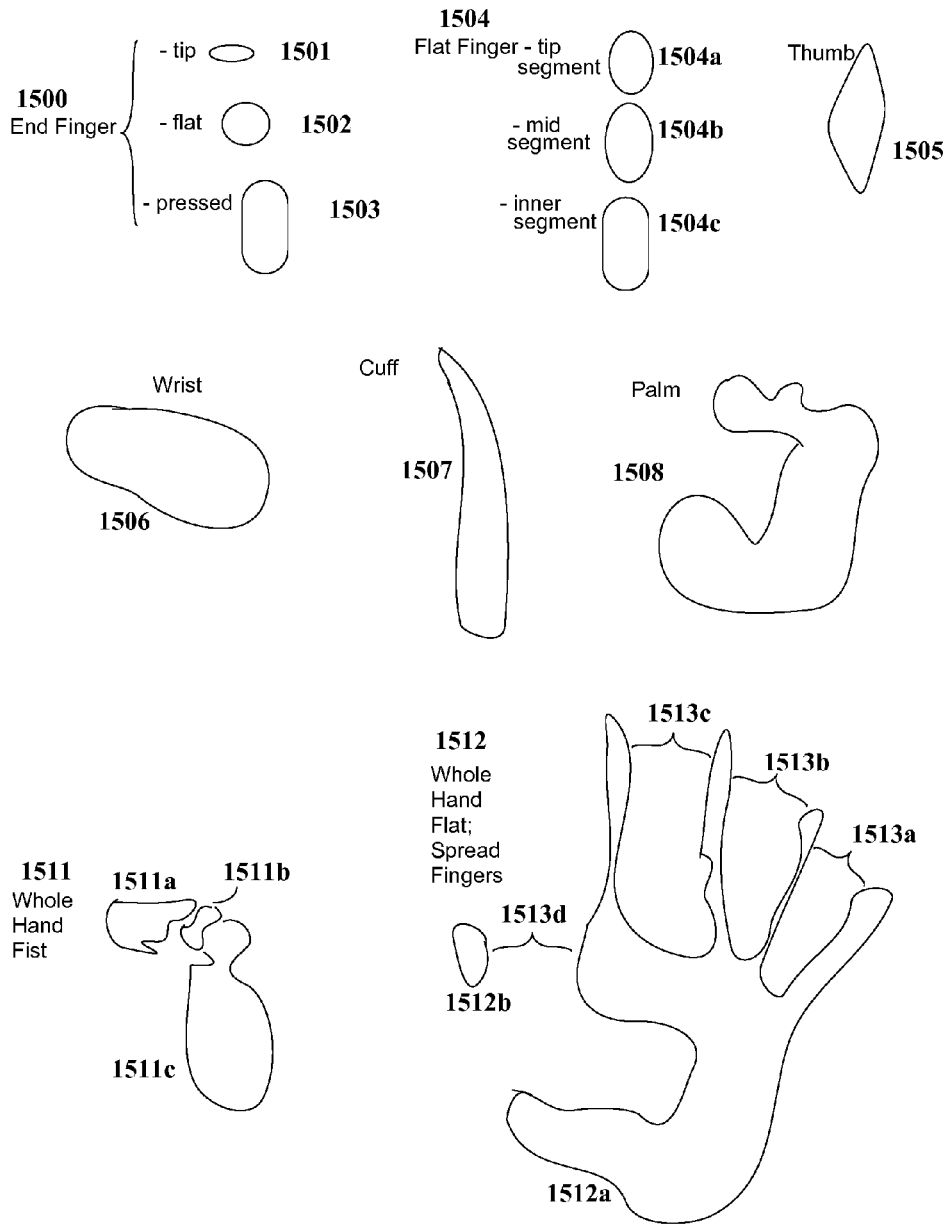 1500
End Finger
- tip
1501
- flat
1502
- pressed
1503
1504
Flat Finger - tip
segment
1504a
- mid
segment
1504b
- inner
segment
1504c
Thumb
1505
Wrist
1506
Cuff
1507
Palm
1508
1511
Whole
Hand
Fist
1511a
1511b
1511c
1512
Whole
Hand
Flat;
Spread
Fingers
1513c
1513b
1513a
1513d
1512b
1512a